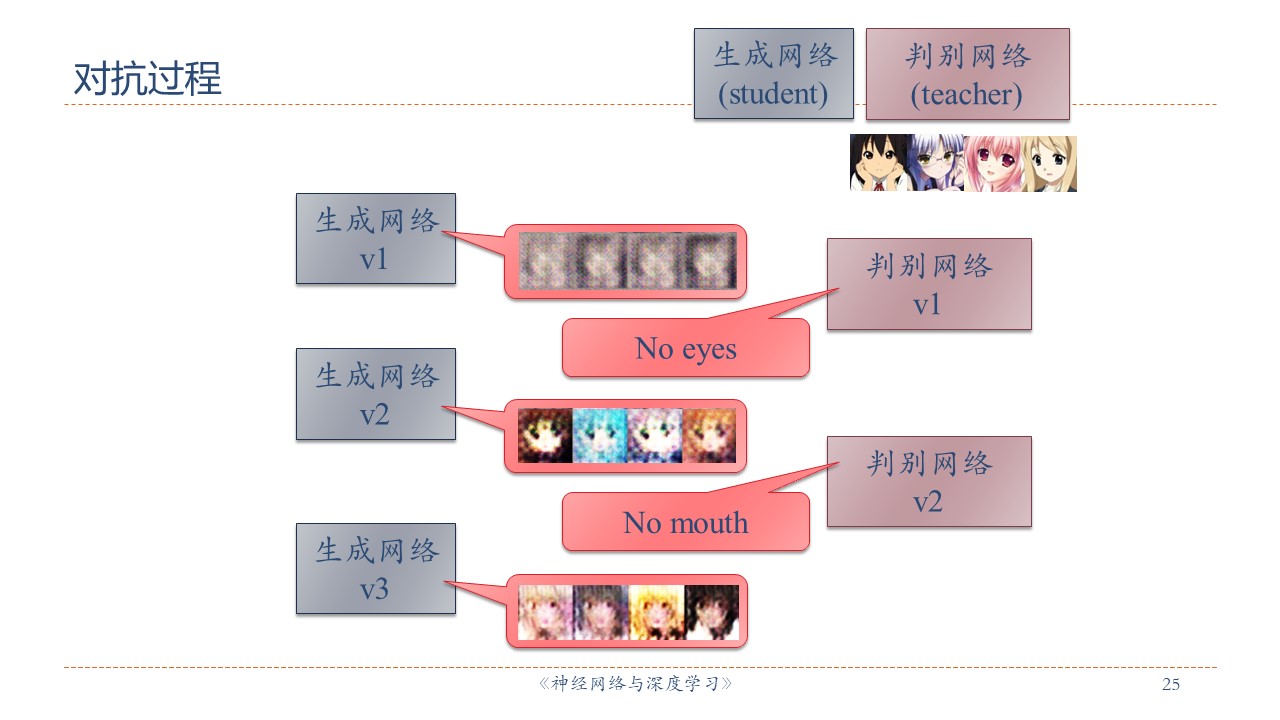 对抗过程
生成网络
(student)
判别网络
(teacher)
生成网络
v1
判别网络
v1
No eyes
生成网络
v2
判别网络
v2
No mouth
生成网络
v3
《神经网络与深度学习》
25